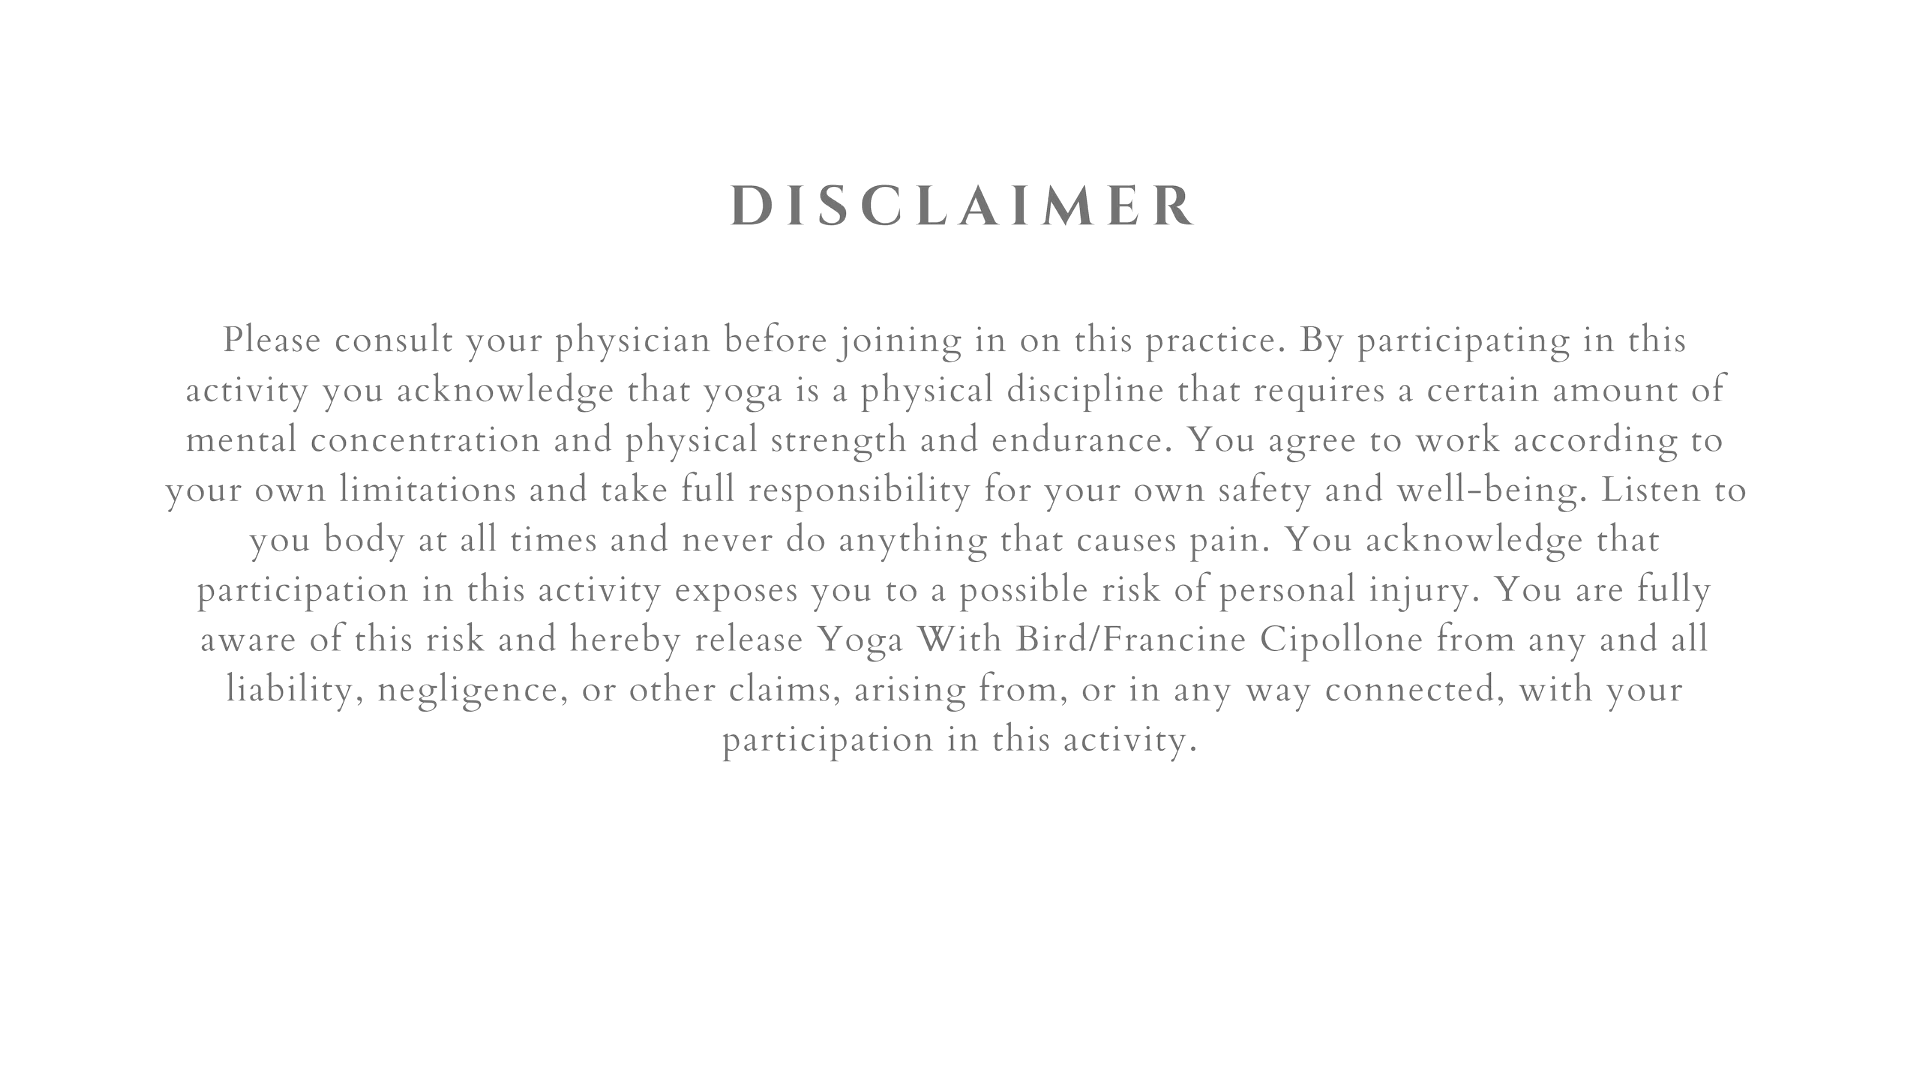 DISCLAIMER
Please consult your physician before joining in on this practice. By participating in this
activity you acknowledge that yoga is a physical discipline that requires a certain amount of
mental concentration and physical strength and endurance. You agree to work according to
your own limitations and take full responsibility for your own safety and well-being. Listen to
you body at all times and never do anything that causes pain. You acknowledge that
participation in this activity exposes you to a possible risk of personal injury. You are fully
aware of this risk and hereby release Yoga With Bird/Francine Cipollone from any and all
liability, negligence, or other claims, arising from, or in any way connected, with your
participation in this activity.